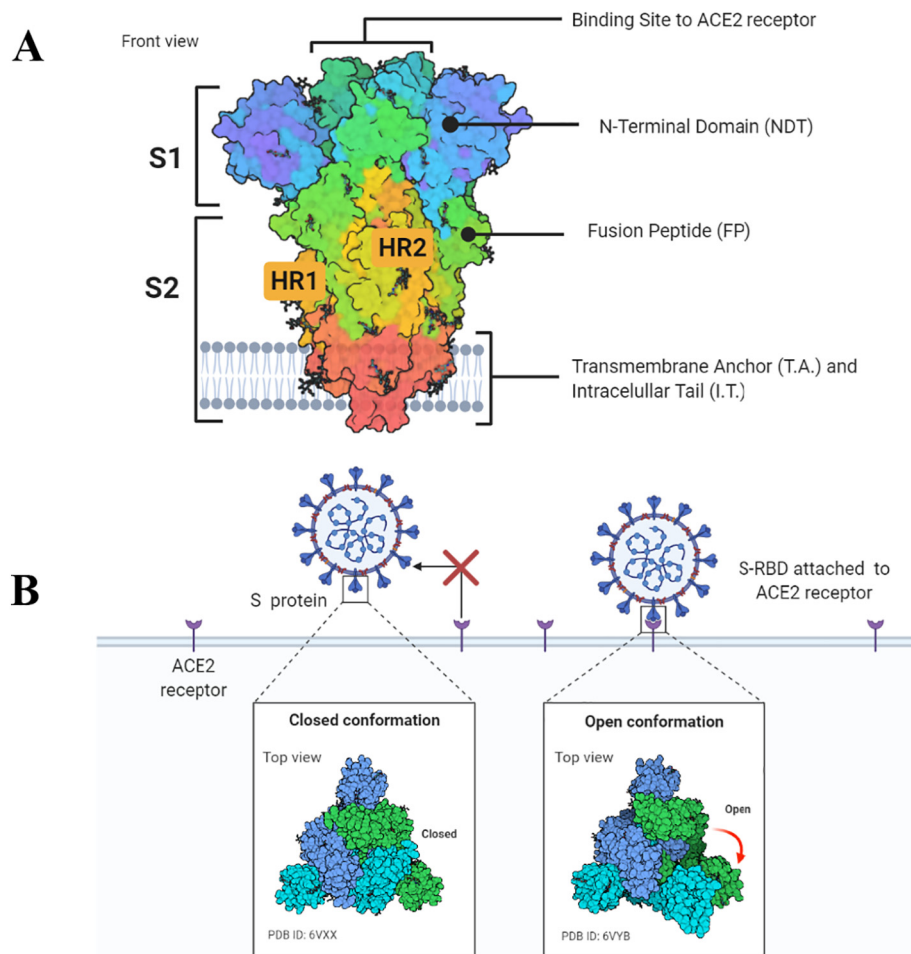 A
Front view
Binding Site to ACE2 receptor
N-Terminal Domain (NDT)
S1
Fusion Peptide (FP)
HR2
HR1
S2
Transmembrane Anchor (T.A.) and
Intracelullar Tail (I.T.)
B
S protein
S-RBD attached to
ACE2 receptor
ACE2
receptor
Closed conformation
Top view
Closed
PDB ID: 6VXX
Open conformation
Top view
Open
PDB ID: 6VYB